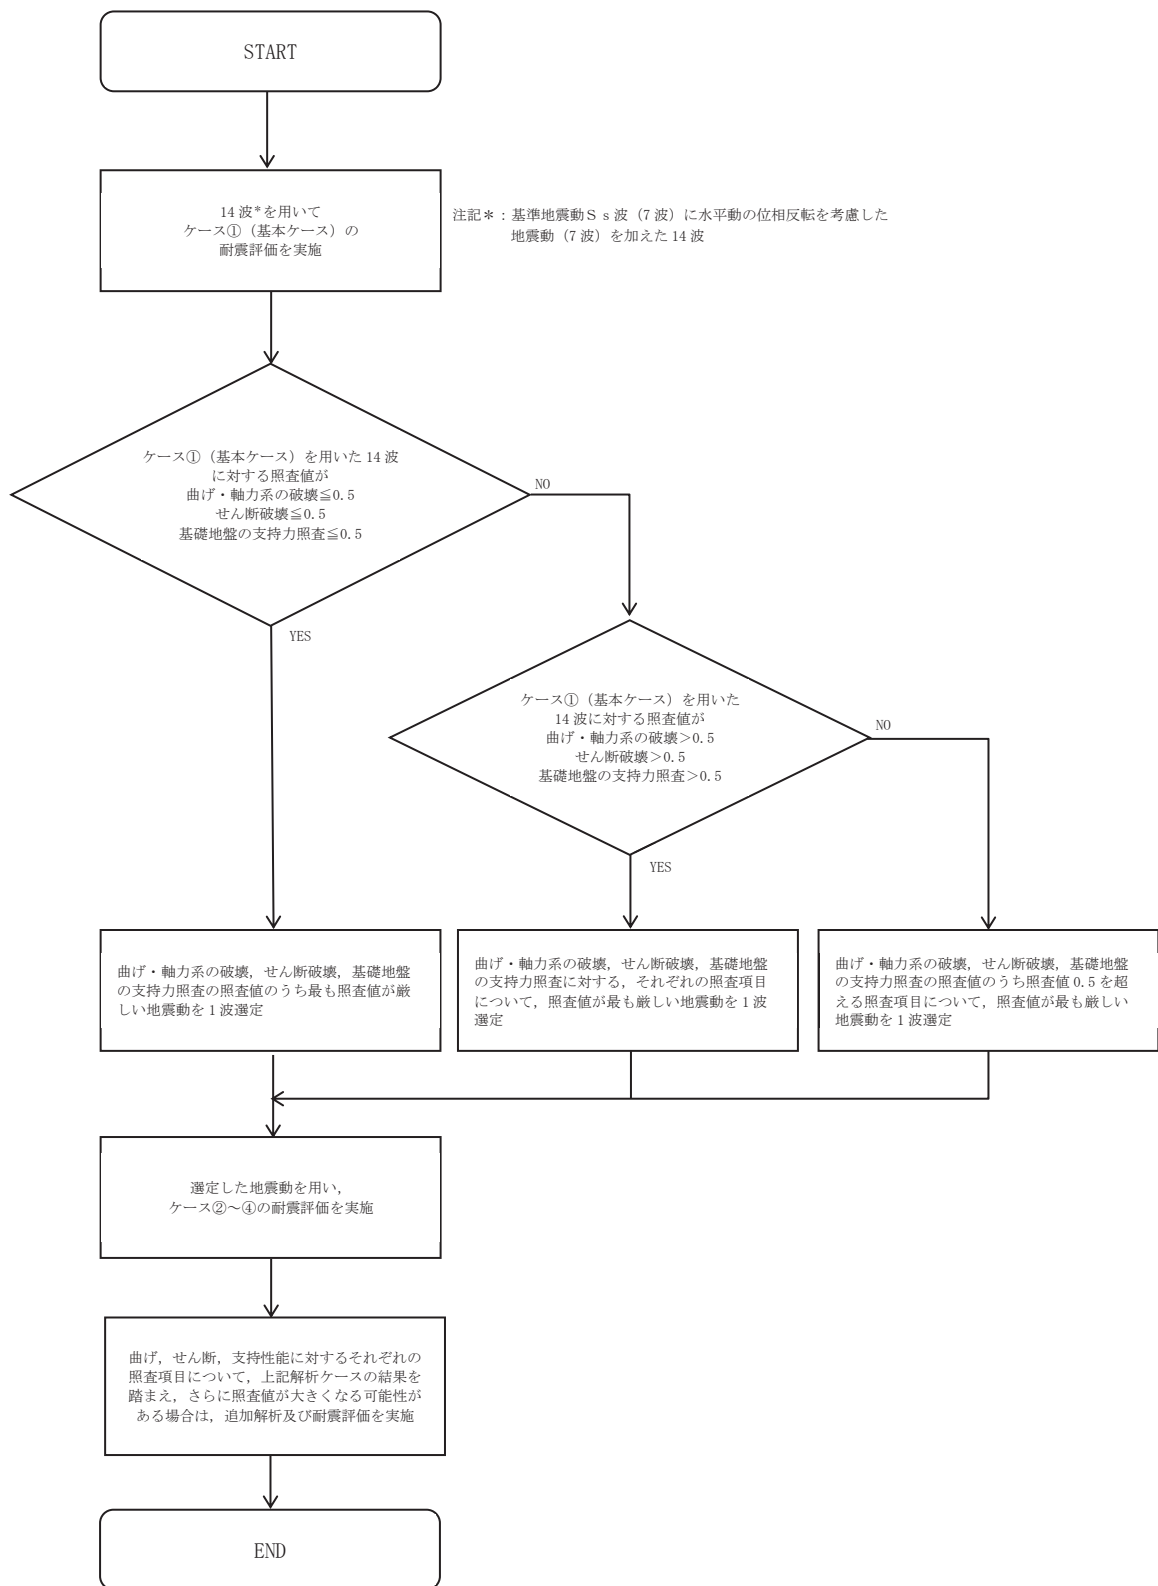 START
14 波*を用いて
ケース①（基本ケース）の
耐震評価を実施
注記＊：基準地震動Ｓｓ波（7 波）に水平動の位相反転を考慮した
地震動（7 波）を加えた 14 波
ケース①（基本ケース）を用いた 14 波
に対する照査値が
曲げ・軸力系の破壊≦0.5
せん断破壊≦0.5
基礎地盤の支持力照査≦0.5
NO
YES
ケース①（基本ケース）を用いた
14 波に対する照査値が
曲げ・軸力系の破壊＞0.5
せん断破壊＞0.5
基礎地盤の支持力照査＞0.5
NO
YES
曲げ・軸力系の破壊，せん断破壊，基礎地盤
の支持力照査の照査値のうち最も照査値が厳
しい地震動を 1 波選定
曲げ・軸力系の破壊，せん断破壊，基礎地盤
の支持力照査に対する，それぞれの照査項目
について，照査値が最も厳しい地震動を 1 波
選定
曲げ・軸力系の破壊，せん断破壊，基礎地盤
の支持力照査の照査値のうち照査値 0.5 を超
える照査項目について，照査値が最も厳しい
地震動を 1 波選定
選定した地震動を用い，
ケース②～④の耐震評価を実施
曲げ，せん断，支持性能に対するそれぞれの
照査項目について，上記解析ケースの結果を
踏まえ，さらに照査値が大きくなる可能性が
ある場合は，追加解析及び耐震評価を実施
END